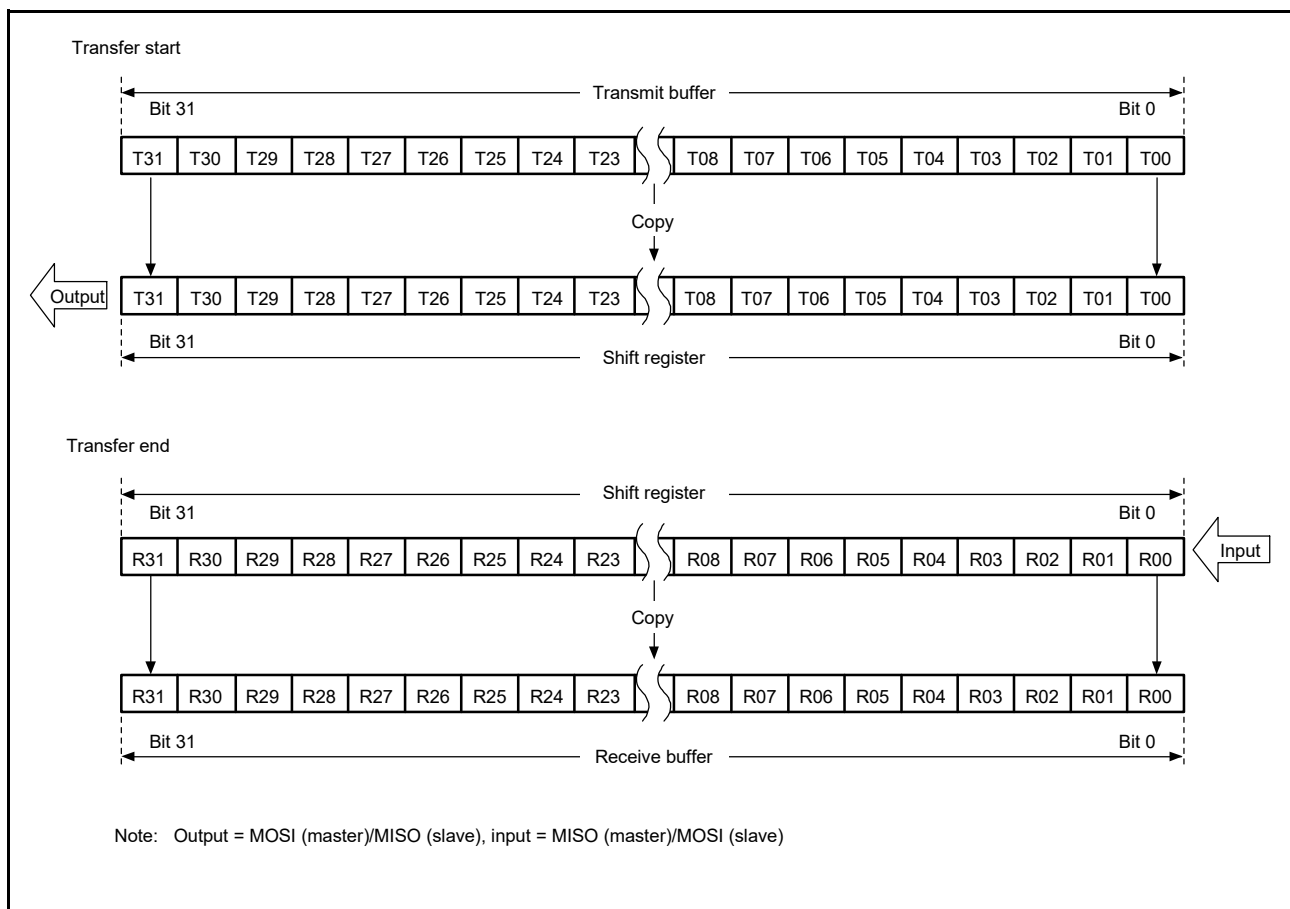 Transfer start
Transmit buffer
Bit 31 Bit 0
T31 T30 T29 T28 T27 T26 T25 T24 T23 T08 T07 T06 T05 T04 T03 T02 T01 T00
Copy
Output T31 T30 T29 T28 T27 T26 T25 T24 T23 T08 T07 T06 T05 T04 T03 T02 T01 T00
Bit 31 Bit 0
Shift register
Transfer end
Shift register
Bit 31 Bit 0
R31 R30 R29 R28 R27 R26 R25 R24 R23 R08 R07 R06 R05 R04 R03 R02 R01 R00 Input
Copy
R31 R30 R29 R28 R27 R26 R25 R24 R23 R08 R07 R06 R05 R04 R03 R02 R01 R00
Bit 31 Bit 0
Receive buffer
Note: Output = MOSI (master)/MISO (slave), input = MISO (master)/MOSI (slave)